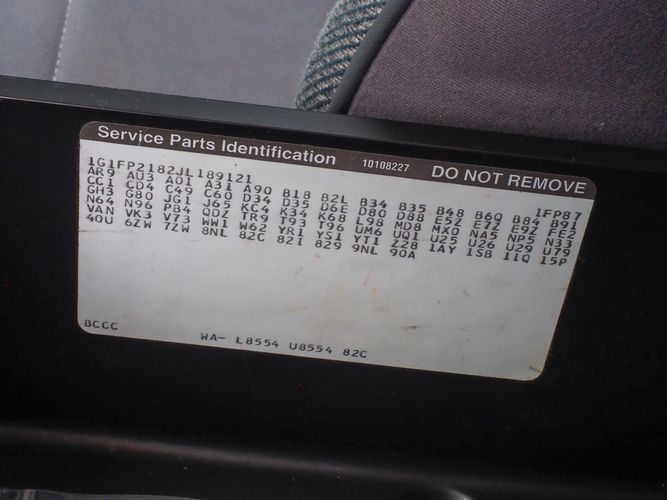 Service Parts Identification 10108227 DO NOT REMOVE
1G1FP2182JL189121 1FP87
AR9 AU3 A01 A31 A90 B18 B2L B34 B35 B48 B6Q B84 B91
CC1 CD4 C49 C60 D34 D35 D6E D80 D88 E5Z E7Z E9Z FE2
GH3 G80 JG1 J65 KC4 K34 K68 L98 MD8 MX0 NA5 NP5 N33
N64 N96 PB4 QDZ TR9 T93 T96 UM6 UQ1 U25 U26 U29 U79
VAN VK3 V73 WW1 W62 YR1 YS1 YT1 Z28 1AY 1SB 1IQ 15P
40U 6ZW 7ZW 8NL 82C 82I 829 9NL 90A
BCCC WA- L8554 U8554 82C